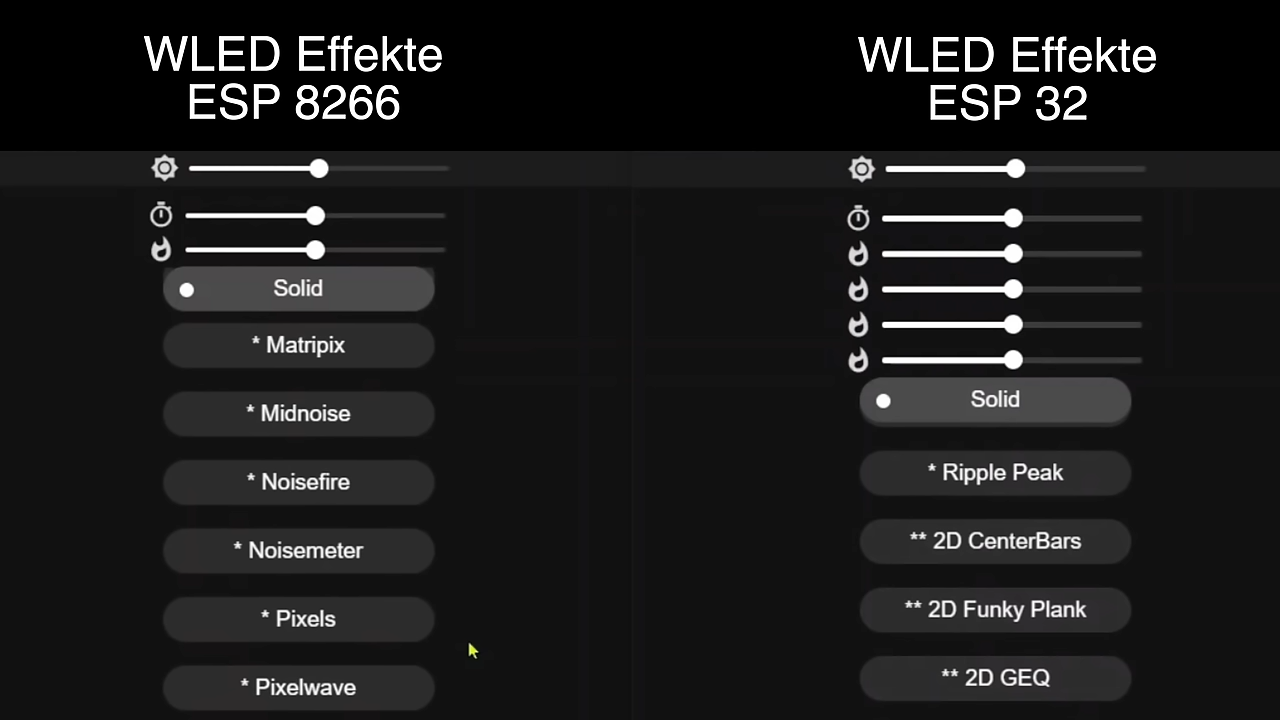 WLED Effekte
ESP 8266
Solid
* Matripix
* Midnoise
* Noisefire
* Noisemeter
* Pixels
* Pixelwave
WLED Effekte
ESP 32
Solid
* Ripple Peak
** 2D CenterBars
** 2D Funky Plank
** 2D GEQ